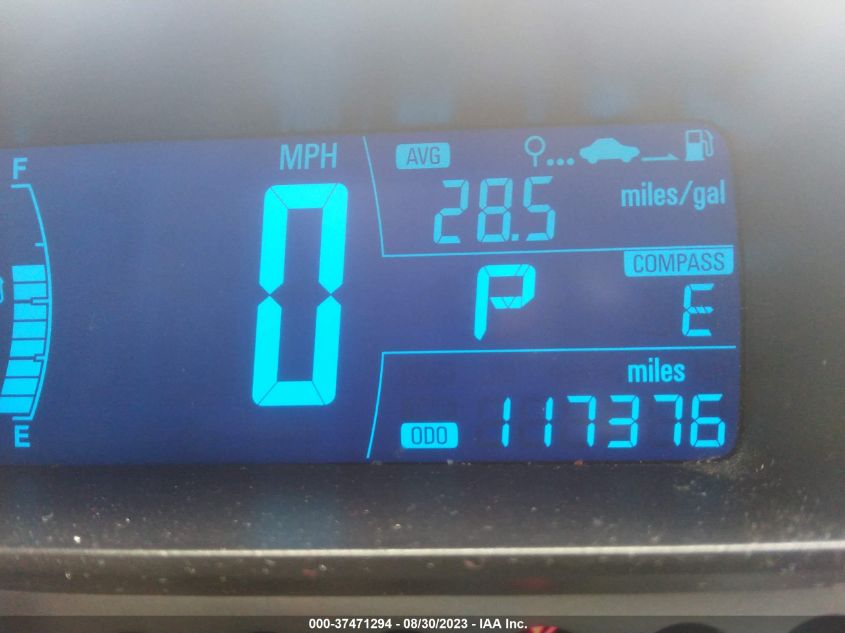 F
MPH
AVG
28.5
miles/gal
0
COMPASS
P
E
miles
E
ODO
117376
000-37471294 - 08/30/2023 - IAA Inc.